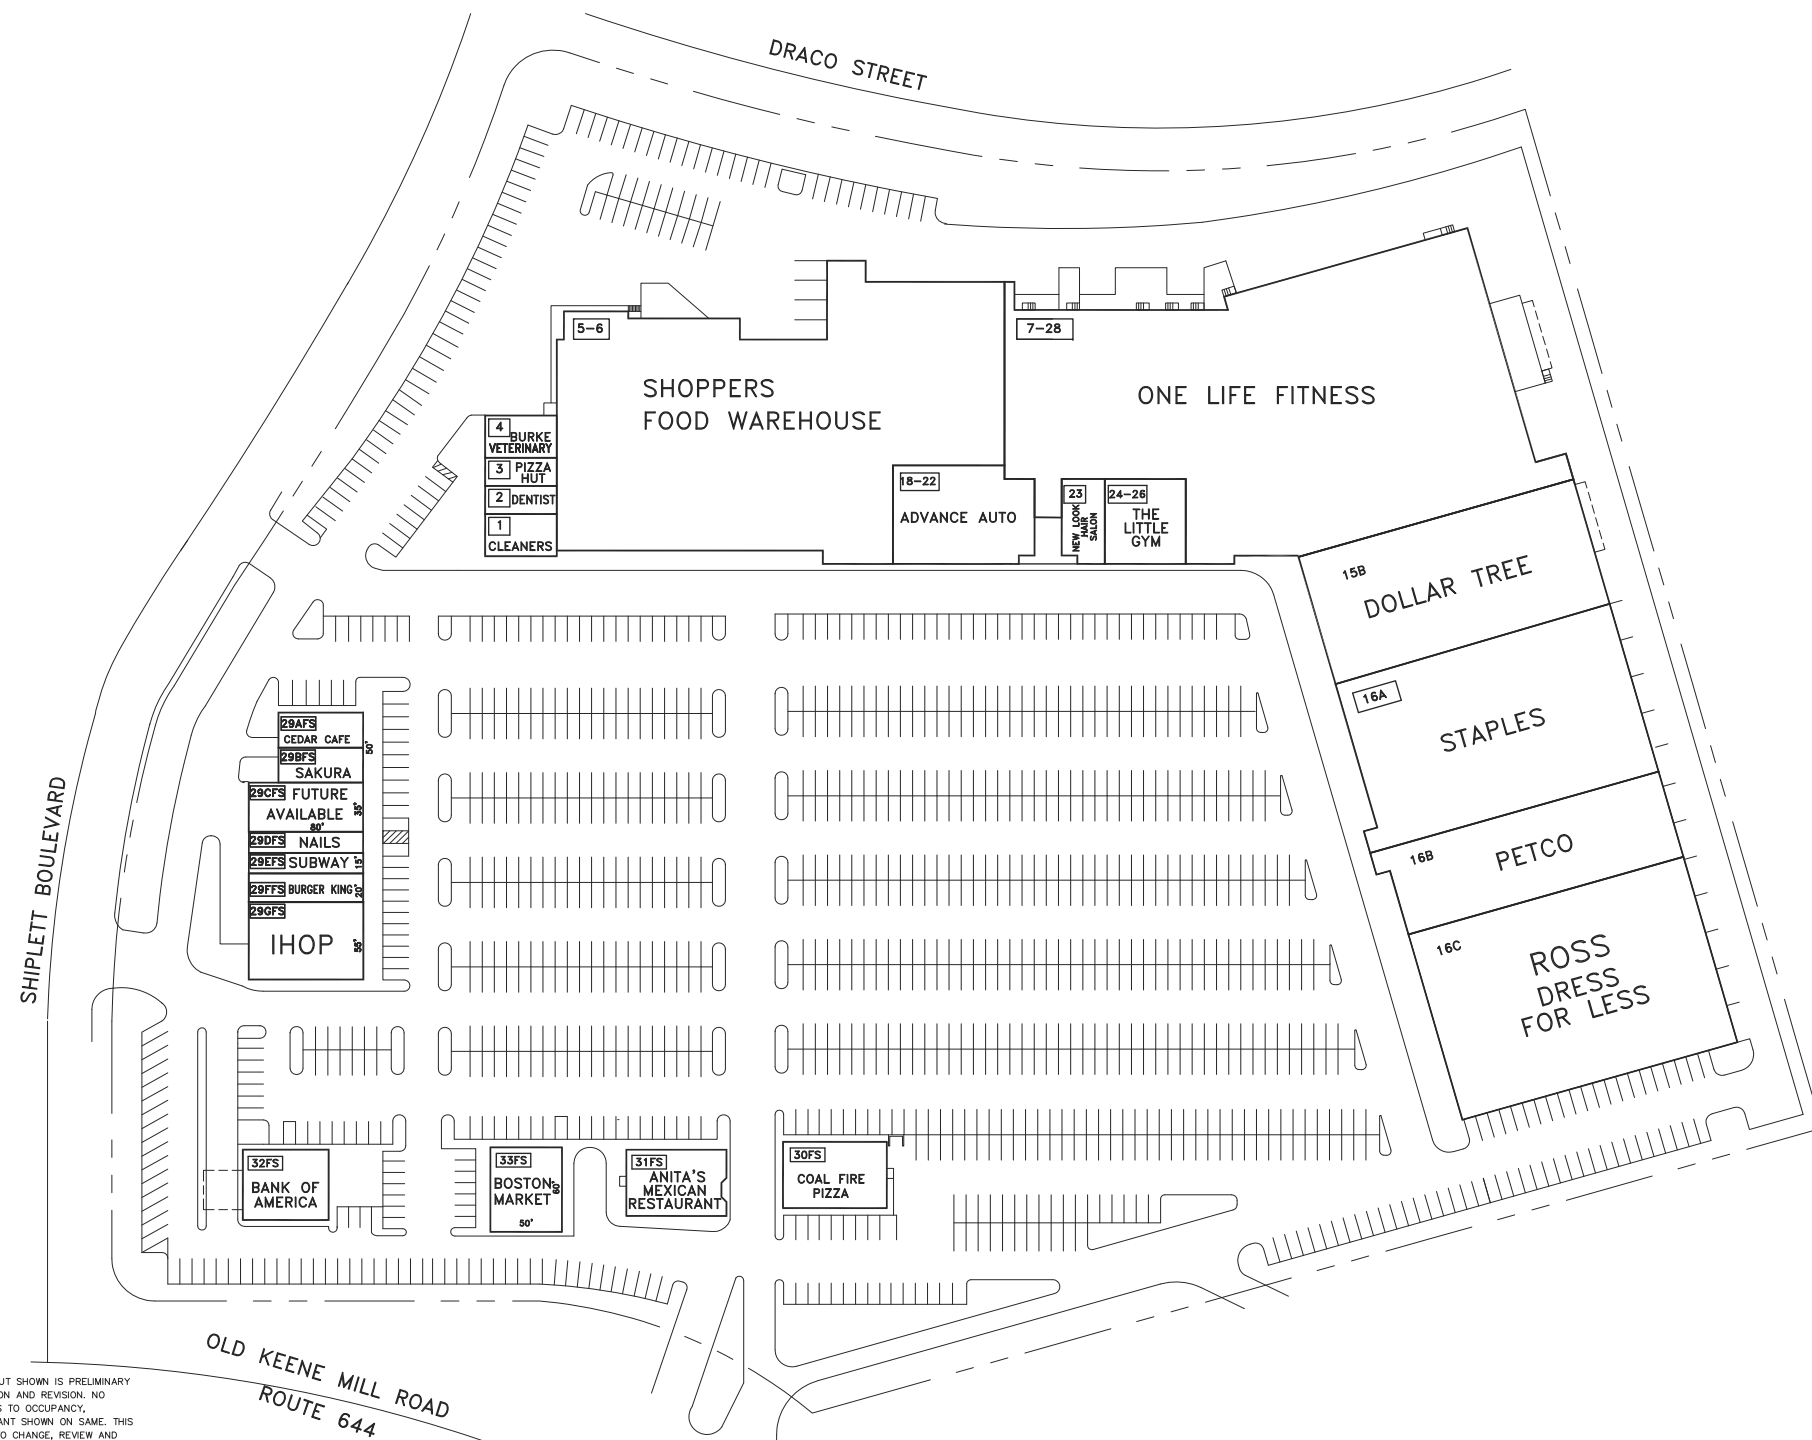 DRACO STREET
5-6
7-28
SHOPPERS
FOOD WAREHOUSE
ONE LIFE FITNESS
4
BURKE
VETERINARY
3
PIZZA
HUT
2
DENTIST
1
CLEANERS
18-22
ADVANCE AUTO
23
NEW LOOK
HAIR
SALON
24-26
THE
LITTLE
GYM
15B
DOLLAR TREE
16A
STAPLES
16B
PETCO
16C
ROSS
DRESS
FOR LESS
SHIPLETT BOULEVARD
29AFS
CEDAR CAFE
50'
29BFS
SAKURA
29CFS
FUTURE
AVAILABLE
35'
80'
29DFS
NAILS
29EFS
SUBWAY
15'
29FFS
BURGER KING
20'
29GFS
IHOP
55'
32FS
BANK OF
AMERICA
33FS
BOSTON
MARKET
60'
50'
31FS
ANITA'S
MEXICAN
RESTAURANT
30FS
COAL FIRE
PIZZA
OLD KEENE MILL ROAD
ROUTE 644
UT SHOWN IS PRELIMINARY
ON AND REVISION. NO
S TO OCCUPANCY,
ANT SHOWN ON SAME. THIS
O CHANGE, REVIEW AND